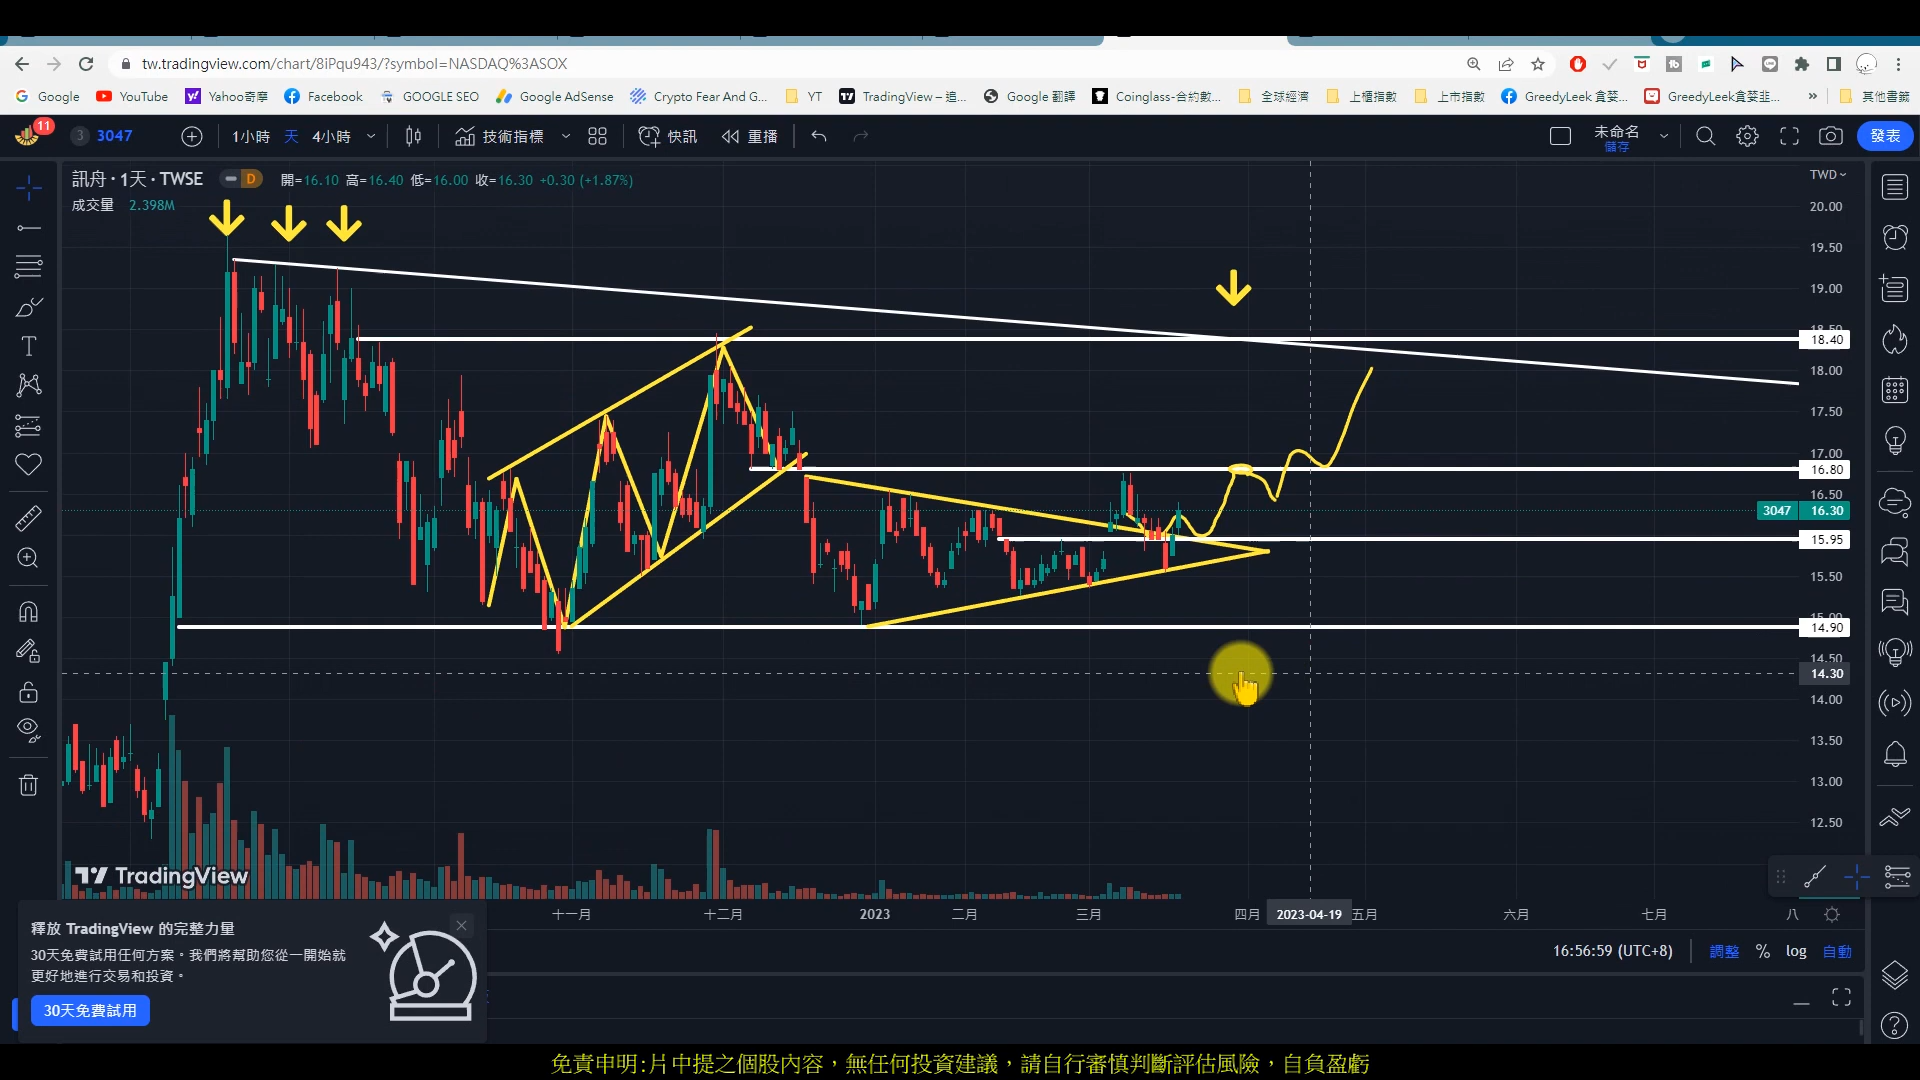 tw.tradingview.com/chart/8iPqu943/?symbol=NASDAQ%3ASOX
Google YouTube Yahoo奇摩 Facebook GOOGLE SEO Google AdSense Crypto Fear And G... YT TradingView – 追... Google 翻譯 Coinglass-合約數... 全球經濟 上櫃指數 上市指數 GreedyLeek 貪婪... GreedyLeek貪婪韭... » 其他書籤
11 3 3047 1小時 天 4小時 技術指標 快訊 重播 未命名 發表
儲存
訊舟 · 1天 · TWSE D 開=16.10 高=16.40 低=16.00 收=16.30 +0.30 (+1.87%) TWD
成交量 2.398M
20.00
19.50
19.00
18.50
18.40
18.00
17.50
17.00
16.80
16.50
3047 16.30
15.95
15.50
15.00
14.90
14.50
14.30
14.00
13.50
13.00
12.50
TradingView
十一月 十二月 2023 二月 三月 四月 2023-04-19 五月 六月 七月 八
釋放 TradingView 的完整力量
30天免費試用任何方案。我們將幫助您從一開始就
更好地進行交易和投資。
30天免費試用
16:56:59 (UTC+8) 調整 % log 自動
免責申明:片中提之個股內容，無任何投資建議，請自行審慎判斷評估風險，自負盈虧